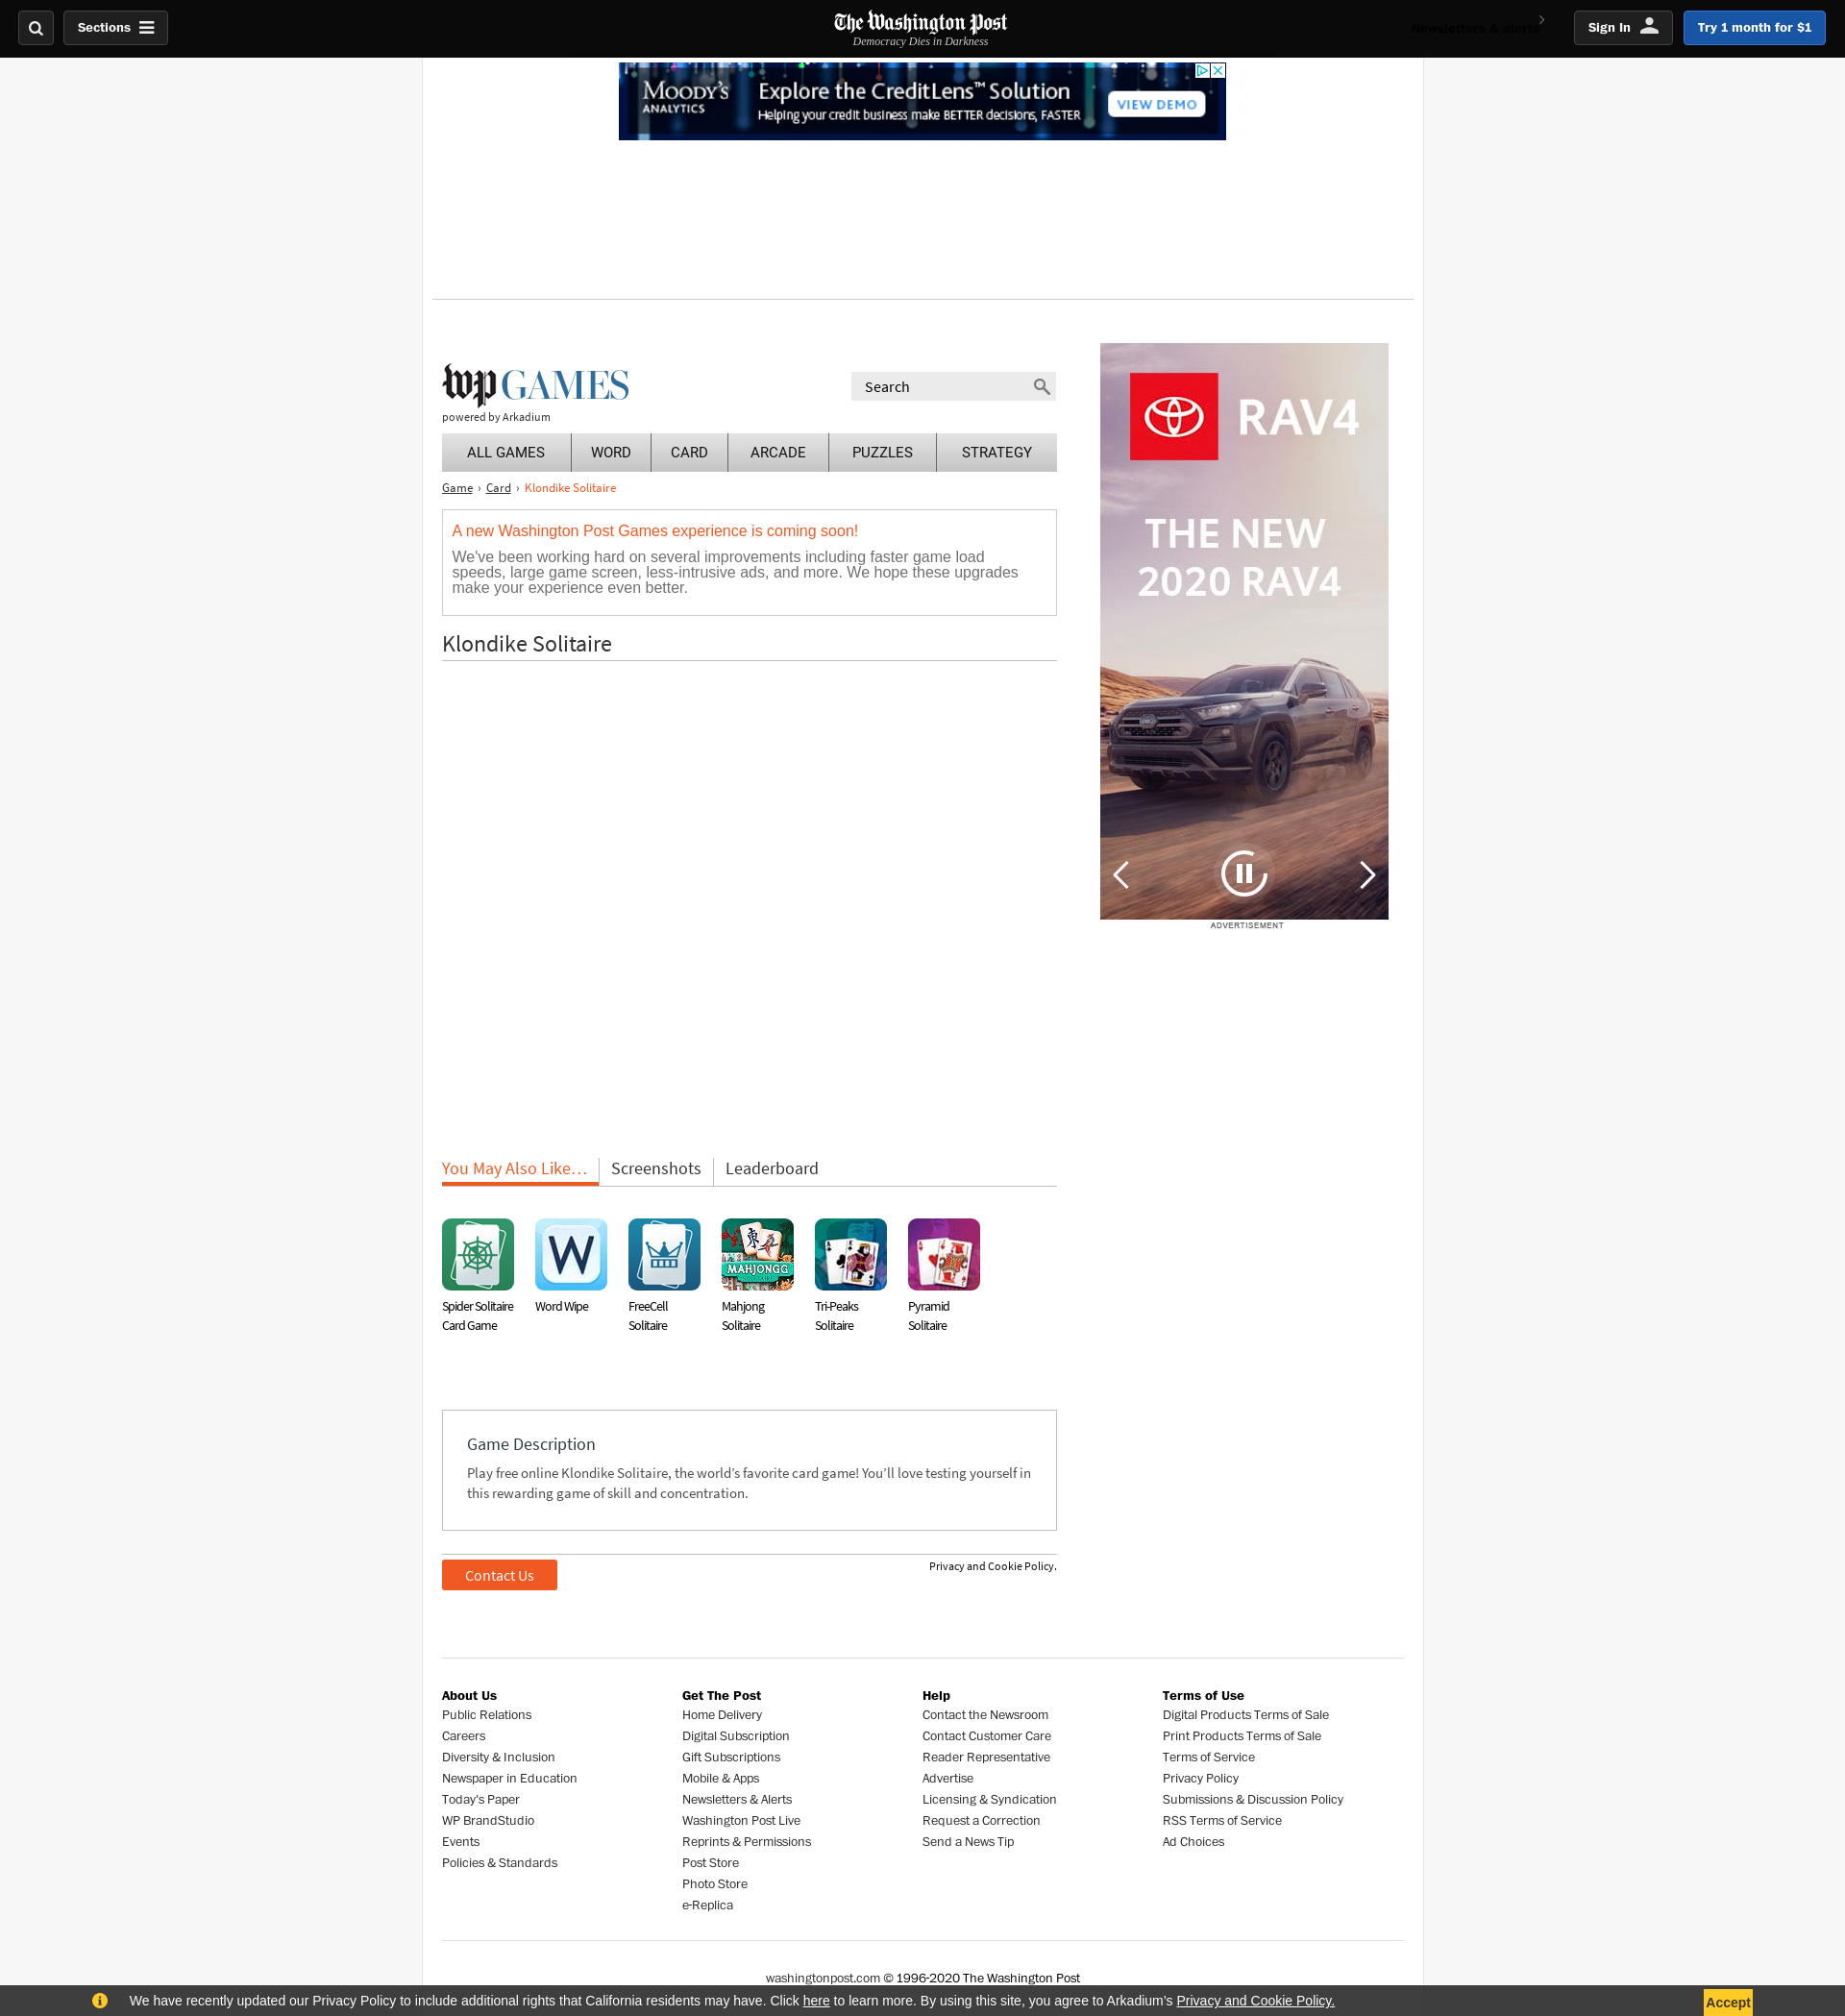 Sections
The Washington Post
Democracy Dies in Darkness
Newsletters & alerts
Sign In
Try 1 month for $1
MOODY'S
ANALYTICS
Explore the CreditLens™ Solution
Helping your credit business make BETTER decisions, FASTER
VIEW DEMO
wp GAMES
powered by Arkadium
Search
ALL GAMES
WORD
CARD
ARCADE
PUZZLES
STRATEGY
Game › Card › Klondike Solitaire
A new Washington Post Games experience is coming soon!
We've been working hard on several improvements including faster game load
speeds, large game screen, less-intrusive ads, and more. We hope these upgrades
make your experience even better.
Klondike Solitaire
RAV4
THE NEW
2020 RAV4
ADVERTISEMENT
You May Also Like…
Screenshots
Leaderboard
W
東
MAHJONGG
SOLITAIRE
Spider Solitaire
Card Game
Word Wipe
FreeCell
Solitaire
Mahjong
Solitaire
Tri-Peaks
Solitaire
Pyramid
Solitaire
Game Description
Play free online Klondike Solitaire, the world’s favorite card game! You’ll love testing yourself in
this rewarding game of skill and concentration.
Contact Us
Privacy and Cookie Policy.
About Us
Public Relations
Careers
Diversity & Inclusion
Newspaper in Education
Today's Paper
WP BrandStudio
Events
Policies & Standards
Get The Post
Home Delivery
Digital Subscription
Gift Subscriptions
Mobile & Apps
Newsletters & Alerts
Washington Post Live
Reprints & Permissions
Post Store
Photo Store
e-Replica
Help
Contact the Newsroom
Contact Customer Care
Reader Representative
Advertise
Licensing & Syndication
Request a Correction
Send a News Tip
Terms of Use
Digital Products Terms of Sale
Print Products Terms of Sale
Terms of Service
Privacy Policy
Submissions & Discussion Policy
RSS Terms of Service
Ad Choices
washingtonpost.com © 1996-2020 The Washington Post
We have recently updated our Privacy Policy to include additional rights that California residents may have. Click here to learn more. By using this site, you agree to Arkadium’s Privacy and Cookie Policy.
Accept